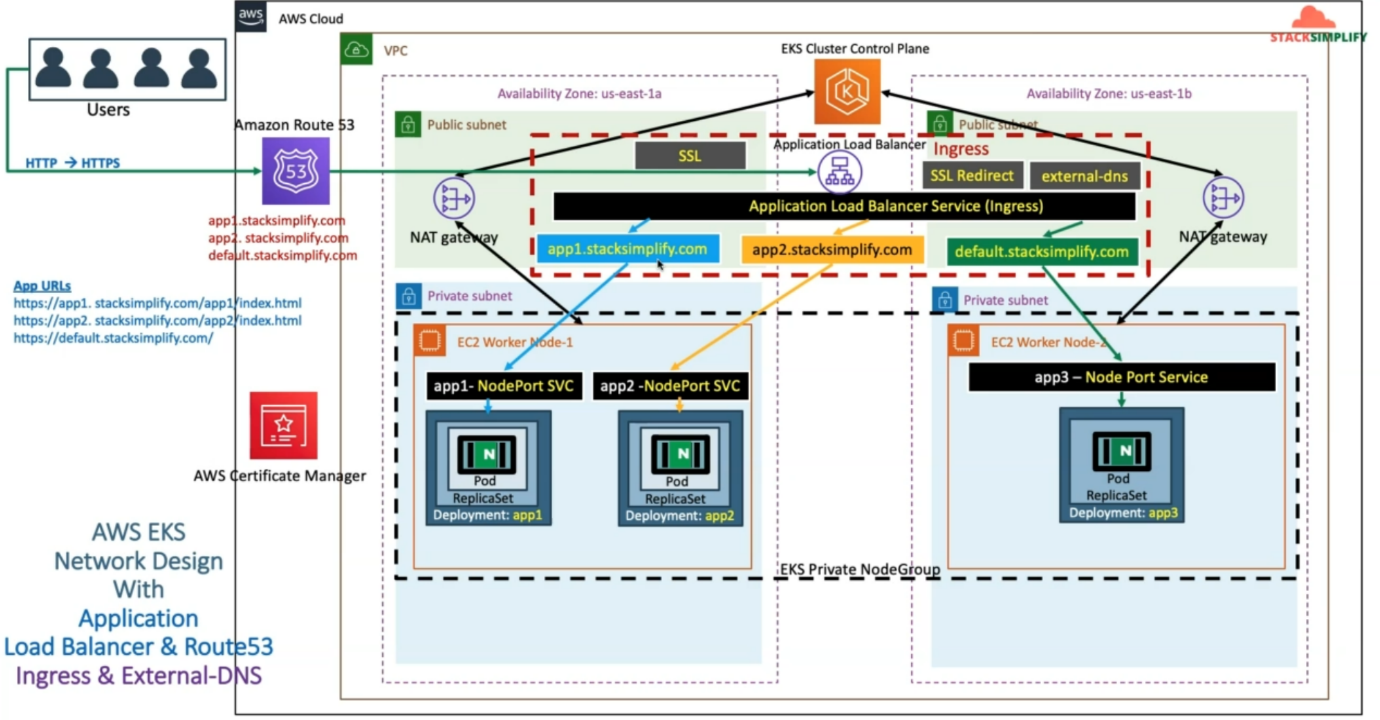 aws
AWS Cloud
STACKSIMPLIFY
VPC
EKS Cluster Control Plane
Users
Availability Zone: us-east-1a
Availability Zone: us-east-1b
Amazon Route 53
Public subnet
Public subnet
HTTP → HTTPS
53
SSL
Application Load Balancer
Ingress
SSL Redirect
external-dns
Application Load Balancer Service (Ingress)
app1.stacksimplify.com
app2. stacksimplify.com
default.stacksimplify.com
NAT gateway
NAT gateway
app1.stacksimplify.com
app2.stacksimplify.com
default.stacksimplify.com
App URLs
https://app1. stacksimplify.com/app1/index.html
https://app2. stacksimplify.com/app2/index.html
https://default.stacksimplify.com/
Private subnet
Private subnet
EC2 Worker Node-1
EC2 Worker Node-2
app1- NodePort SVC
app2 -NodePort SVC
app3 – Node Port Service
K
N
Pod
ReplicaSet
Deployment: app1
N
Pod
ReplicaSet
Deployment: app2
N
Pod
ReplicaSet
Deployment: app3
AWS Certificate Manager
EKS Private NodeGroup
AWS EKS
Network Design
With
Application
Load Balancer & Route53
Ingress & External-DNS